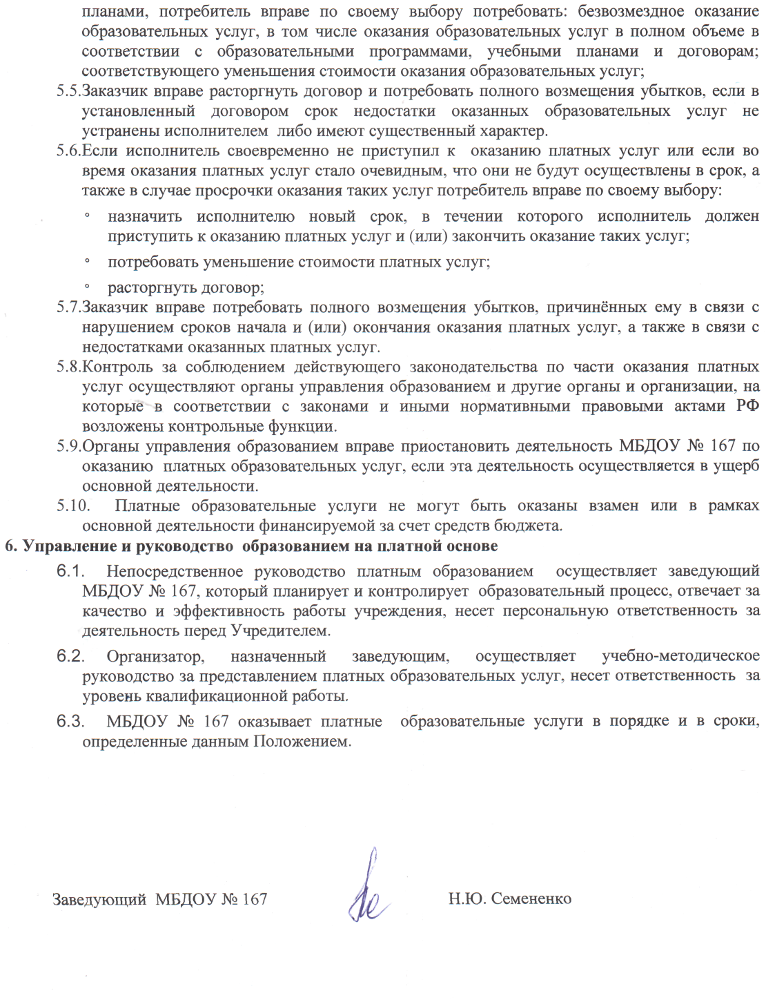 планами, потребитель вправе по своему выбору потребовать: безвозмездное оказание
образовательных услуг, в том числе оказания образовательных услуг в полном объеме в
соответствии с образовательными программами, учебными планами и договорам;
соответствующего уменьшения стоимости оказания образовательных услуг;
5.5.Заказчик вправе расторгнуть договор и потребовать полного возмещения убытков, если в
установленный договором срок недостатки оказанных образовательных услуг не
устранены исполнителем либо имеют существенный характер.
5.6.Если исполнитель своевременно не приступил к оказанию платных услуг или если во
время оказания платных услуг стало очевидным, что они не будут осуществлены в срок, а
также в случае просрочки оказания таких услуг потребитель вправе по своему выбору:
° назначить исполнителю новый срок, в течении которого исполнитель должен
приступить к оказанию платных услуг и (или) закончить оказание таких услуг;
° потребовать уменьшение стоимости платных услуг;
° расторгнуть договор;
5.7.Заказчик вправе потребовать полного возмещения убытков, причинённых ему в связи с
нарушением сроков начала и (или) окончания оказания платных услуг, а также в связи с
недостатками оказанных платных услуг.
5.8.Контроль за соблюдением действующего законодательства по части оказания платных
услуг осуществляют органы управления образованием и другие органы и организации, на
которые в соответствии с законами и иными нормативными правовыми актами РФ
возложены контрольные функции.
5.9.Органы управления образованием вправе приостановить деятельность МБДОУ № 167 по
оказанию платных образовательных услуг, если эта деятельность осуществляется в ущерб
основной деятельности.
5.10. Платные образовательные услуги не могут быть оказаны взамен или в рамках
основной деятельности финансируемой за счет средств бюджета.
6. Управление и руководство образованием на платной основе
6.1. Непосредственное руководство платным образованием осуществляет заведующий
МБДОУ № 167, который планирует и контролирует образовательный процесс, отвечает за
качество и эффективность работы учреждения, несет персональную ответственность за
деятельность перед Учредителем.
6.2. Организатор, назначенный заведующим, осуществляет учебно-методическое
руководство за представлением платных образовательных услуг, несет ответственность за
уровень квалификационной работы.
6.3. МБДОУ № 167 оказывает платные образовательные услуги в порядке и в сроки,
определенные данным Положением.
Заведующий МБДОУ № 167 Н.Ю. Семененко